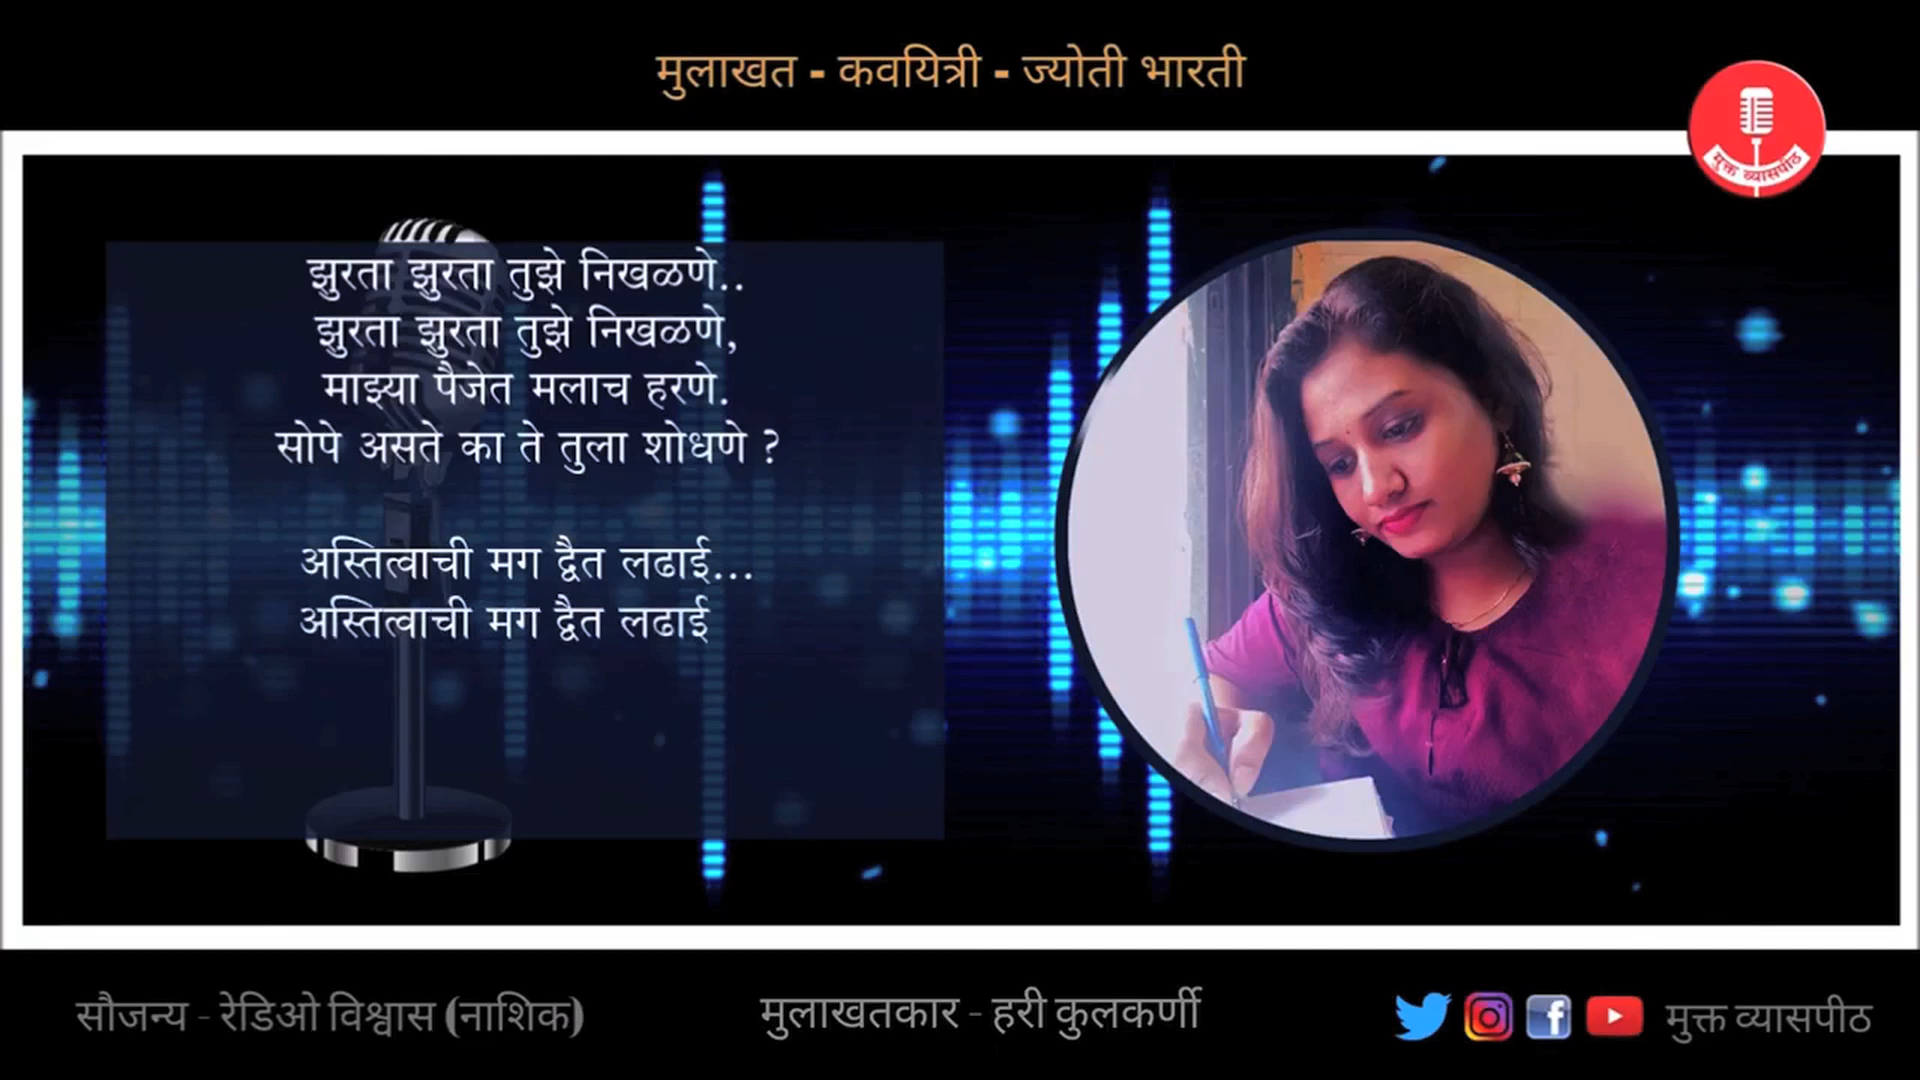 मुलाखत - कवयित्री - ज्योती भारती
मुक्त व्यासपीठ
झुरता झुरता तुझे निखळणे..
झुरता झुरता तुझे निखळणे,
माझ्या पैजेत मलाच हरणे.
सोपे असते का ते तुला शोधणे ?
अस्तित्वाची मग द्वैत लढाई...
अस्तित्वाची मग द्वैत लढाई
सौजन्य - रेडिओ विश्वास (नाशिक)
मुलाखतकार - हरी कुलकर्णी
मुक्त व्यासपीठ